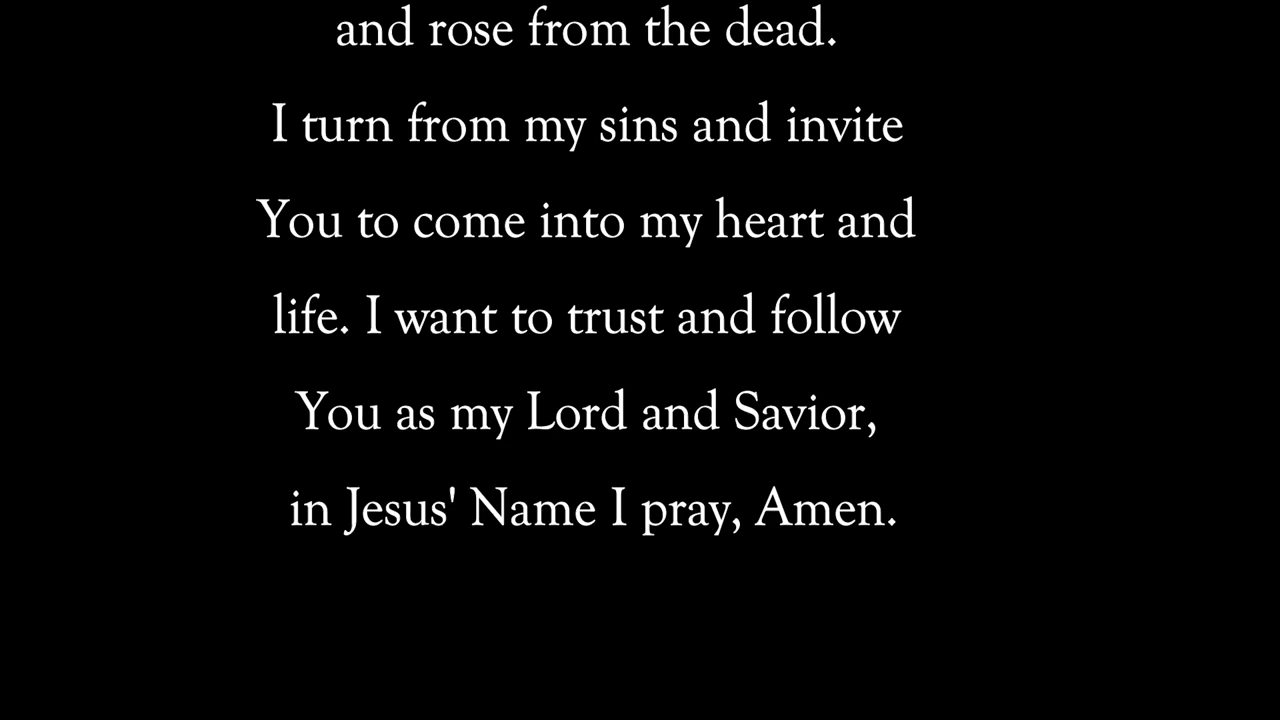 and rose from the dead.
I turn from my sins and invite
You to come into my heart and
life. I want to trust and follow
You as my Lord and Savior,
in Jesus' Name I pray, Amen.